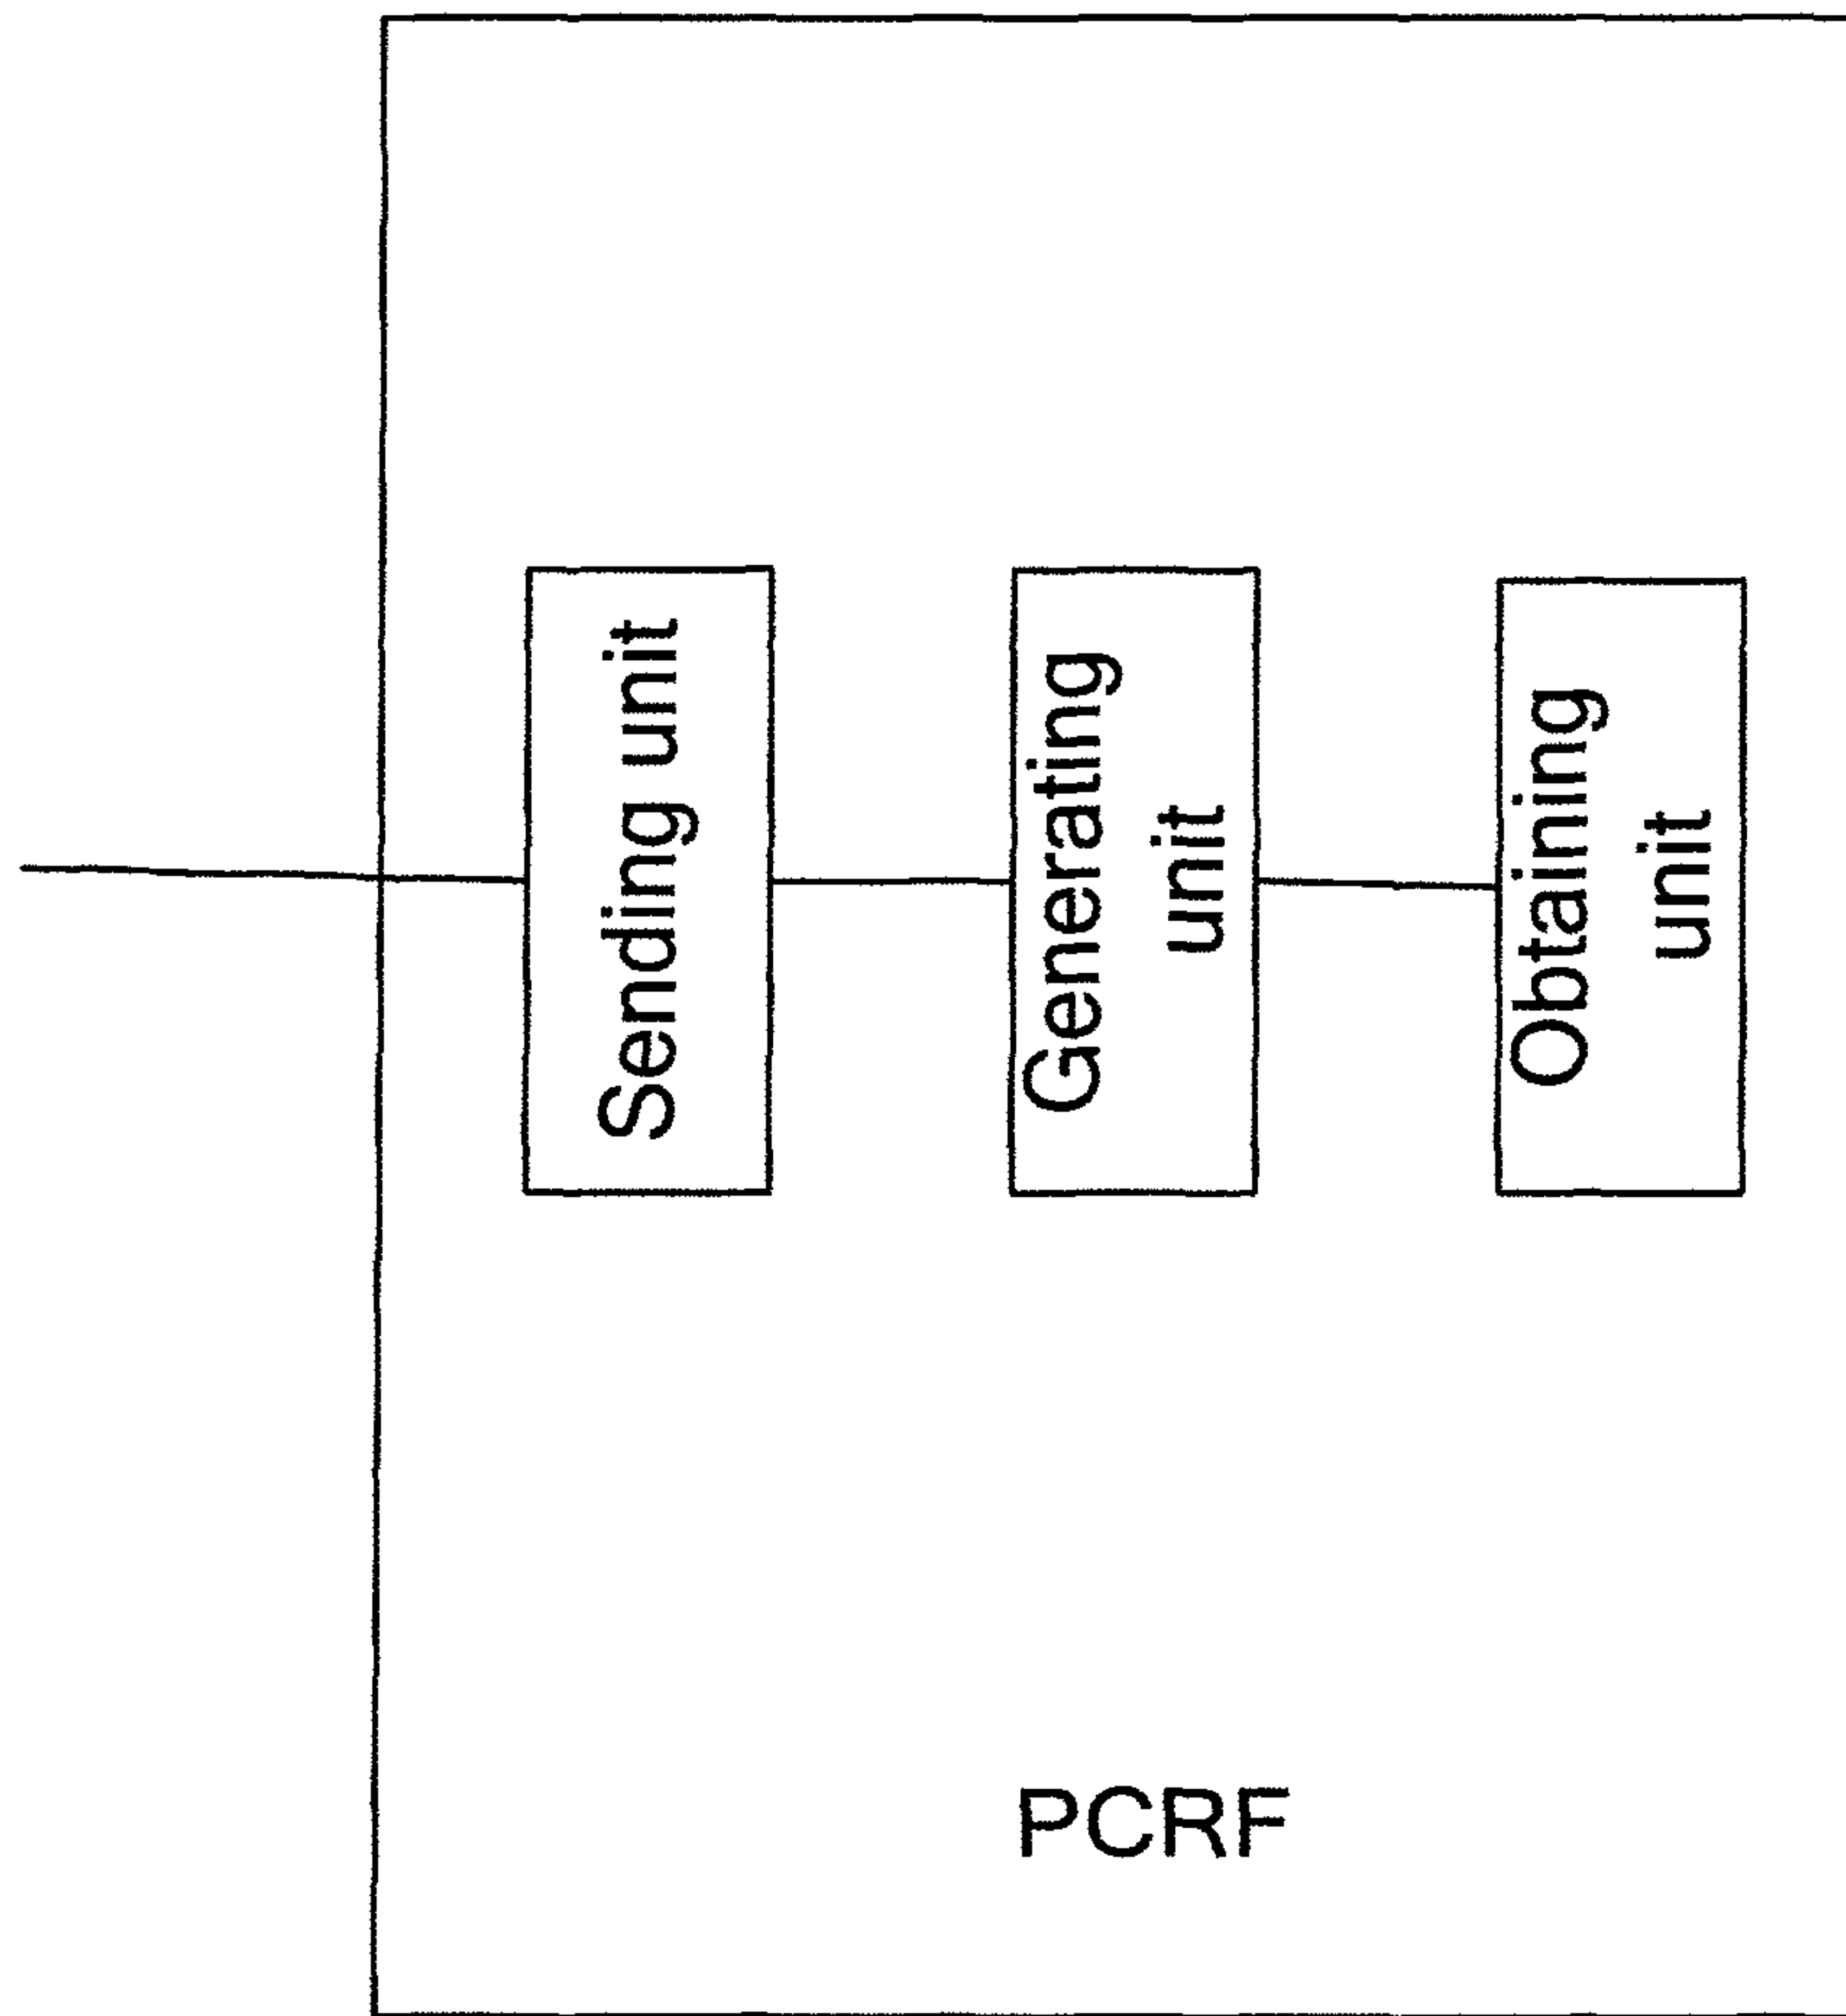 Sending unit
Generating
unit
Obtaining
unit
PCRF